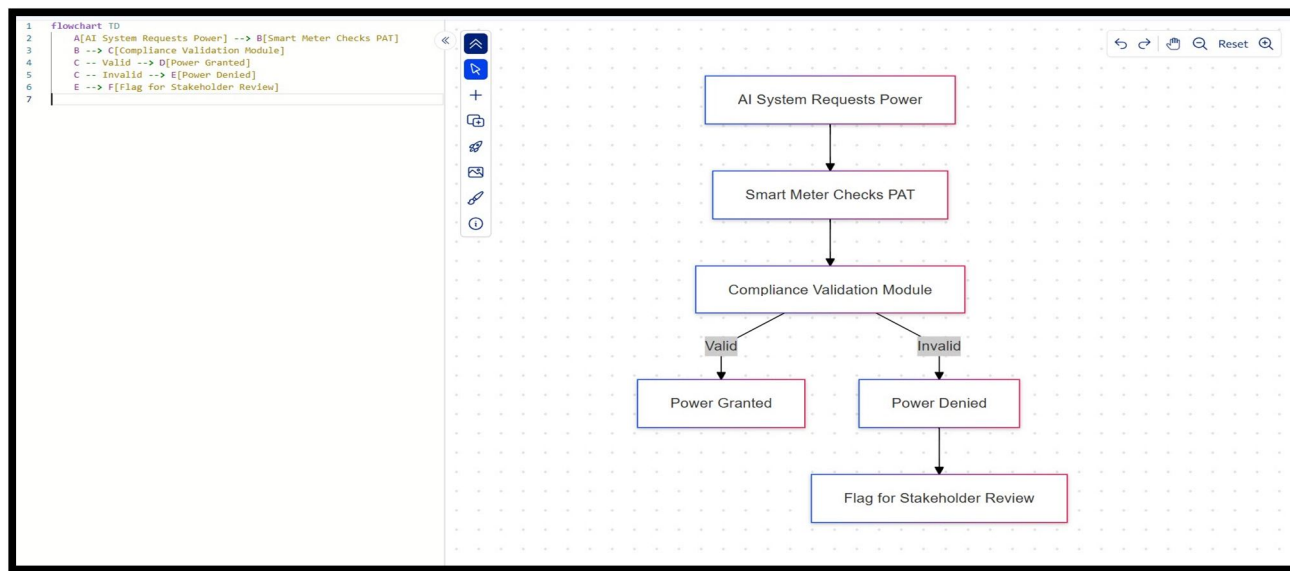 1 flowchart TD
2 A[AI System Requests Power] --> B[Smart Meter Checks PAT]
3 B --> C[Compliance Validation Module]
4 C -- Valid --> D[Power Granted]
5 C -- Invalid --> E[Power Denied]
6 E --> F[Flag for Stakeholder Review]
7
Reset
AI System Requests Power
Smart Meter Checks PAT
Compliance Validation Module
Valid Invalid
Power Granted Power Denied
Flag for Stakeholder Review